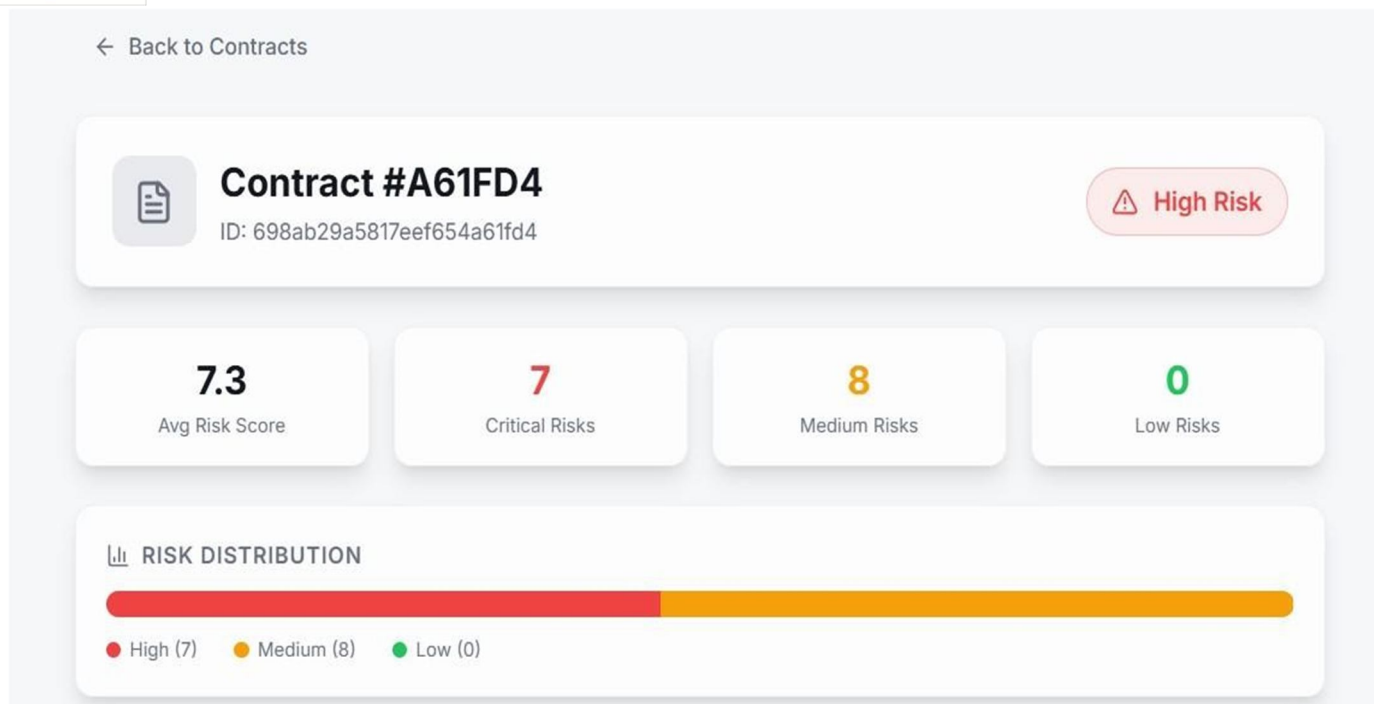 Back to Contracts
Contract #A61FD4
ID: 698ab29a5817eef654a61fd4
High Risk
7.3
Avg Risk Score
7
Critical Risks
8
Medium Risks
0
Low Risks
RISK DISTRIBUTION
High (7)
Medium (8)
Low (0)